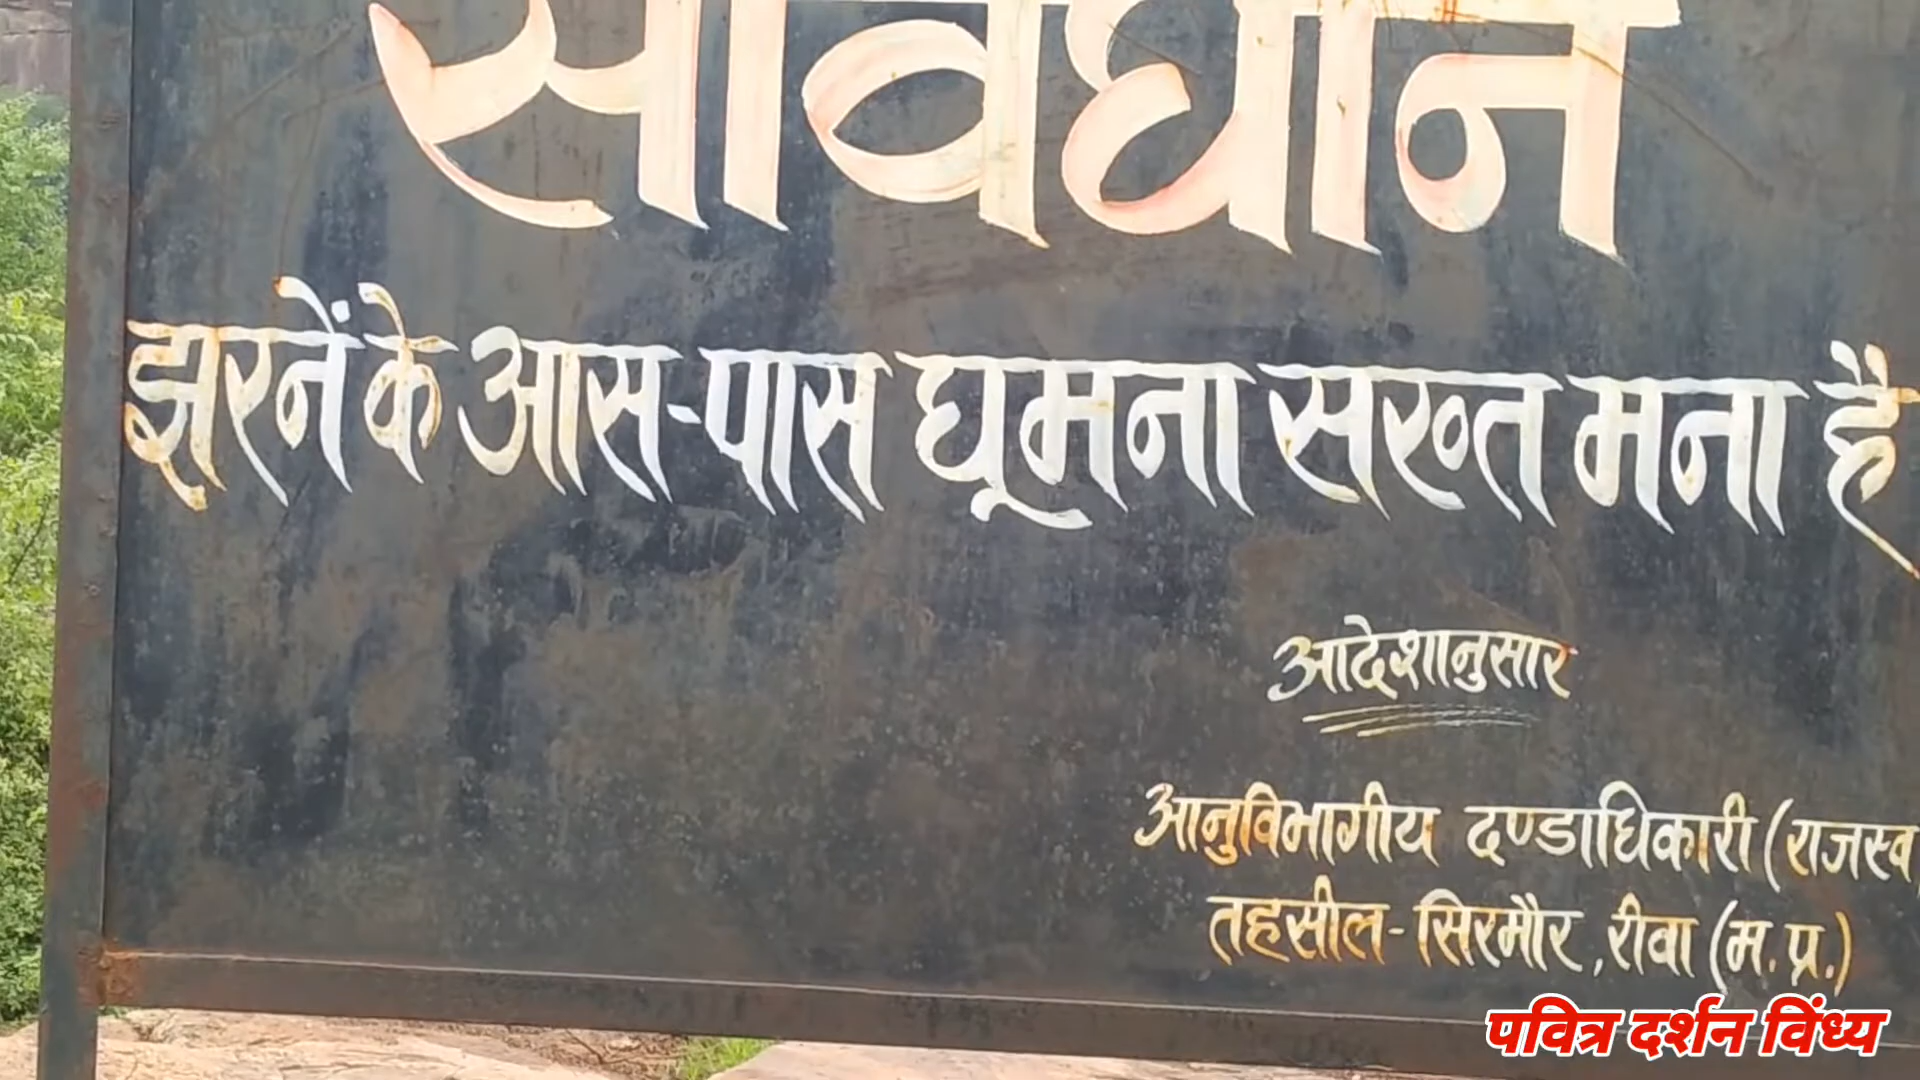 सावधान
झरनें के आस-पास घूमना सख्त मना है
आदेशानुसार
आनुविभागीय दण्डाधिकारी (राजस्व)
तहसील - सिरमौर, रीवा (म. प्र.)
पवित्र दर्शन विंध्य